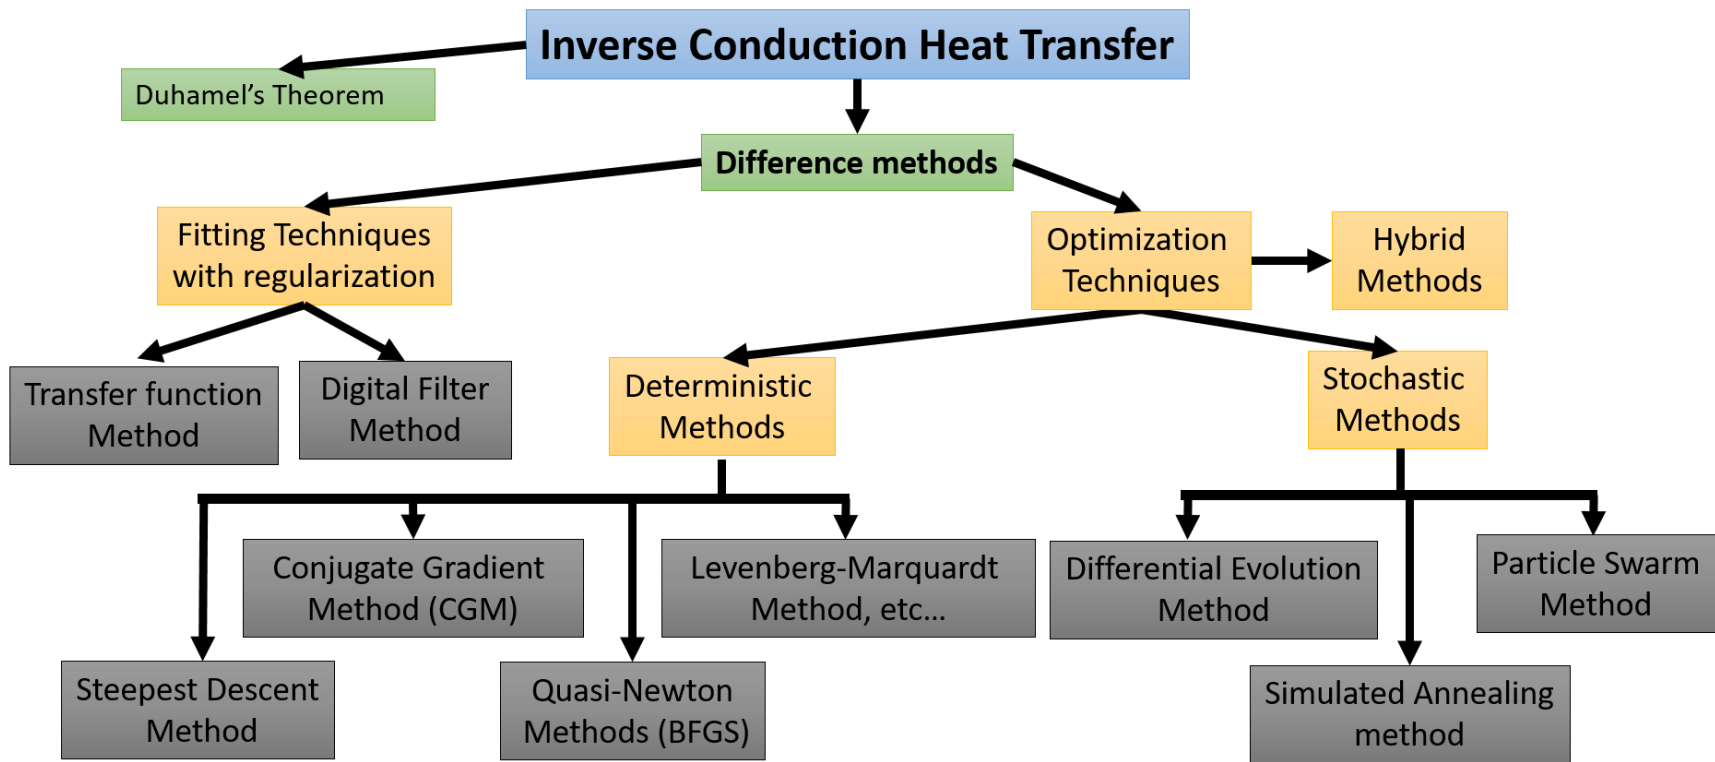 Inverse Conduction Heat Transfer
Duhamel’s Theorem
Difference methods
Fitting Techniques
with regularization
Optimization
Techniques
Hybrid
Methods
Transfer function
Method
Digital Filter
Method
Deterministic
Methods
Stochastic
Methods
Conjugate Gradient
Method (CGM)
Levenberg-Marquardt
Method, etc...
Differential Evolution
Method
Particle Swarm
Method
Steepest Descent
Method
Quasi-Newton
Methods (BFGS)
Simulated Annealing
method